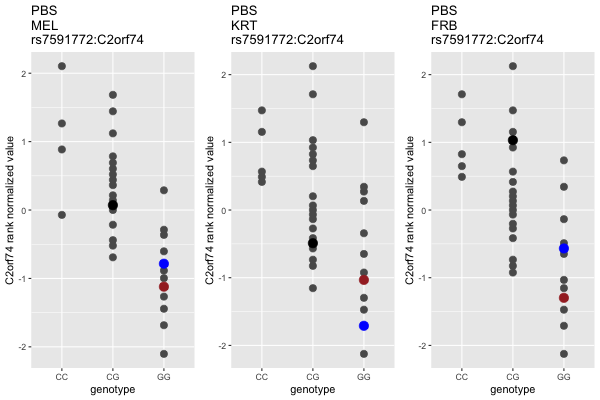 PBS
MEL
rs7591772:C2orf74
C2orf74 rank normalized value
2
1
0
-1
-2
CC CG GG
genotype
PBS
KRT
rs7591772:C2orf74
C2orf74 rank normalized value
2
1
0
-1
-2
CC CG GG
genotype
PBS
FRB
rs7591772:C2orf74
C2orf74 rank normalized value
2
1
0
-1
-2
CC CG GG
genotype